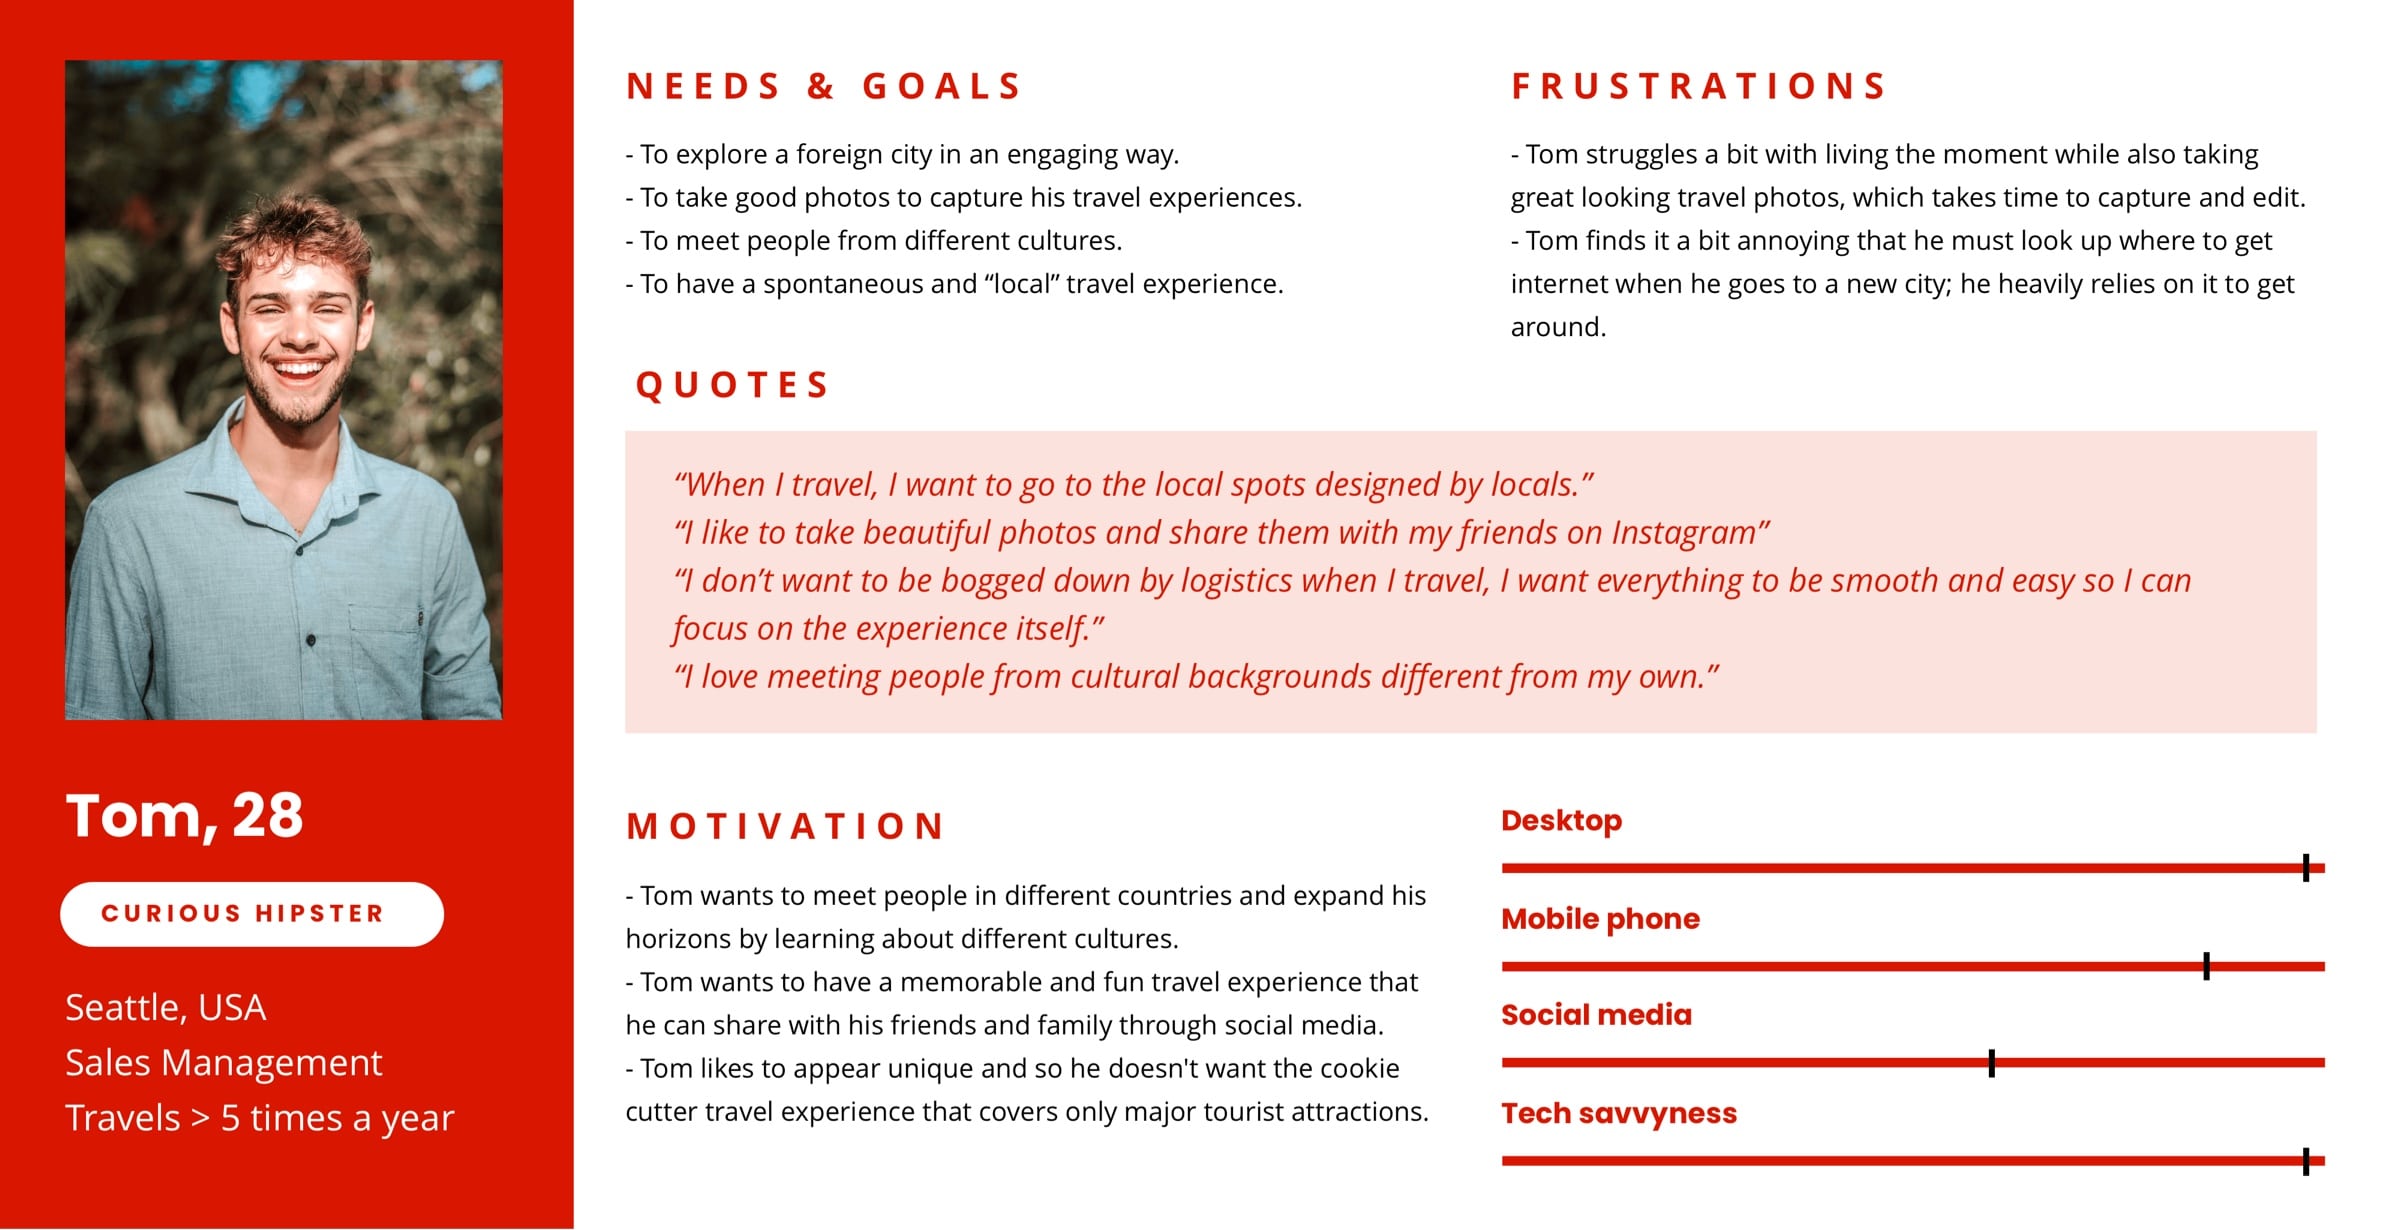 Tom, 28
CURIOUS HIPSTER
Seattle, USA
Sales Management
Travels > 5 times a year
NEEDS & GOALS
- To explore a foreign city in an engaging way.
- To take good photos to capture his travel experiences.
- To meet people from different cultures.
- To have a spontaneous and “local” travel experience.
FRUSTRATIONS
- Tom struggles a bit with living the moment while also taking
great looking travel photos, which takes time to capture and edit.
- Tom finds it a bit annoying that he must look up where to get
internet when he goes to a new city; he heavily relies on it to get
around.
QUOTES
“When I travel, I want to go to the local spots designed by locals.”
“I like to take beautiful photos and share them with my friends on Instagram”
“I don’t want to be bogged down by logistics when I travel, I want everything to be smooth and easy so I can
focus on the experience itself.”
“I love meeting people from cultural backgrounds different from my own.”
MOTIVATION
- Tom wants to meet people in different countries and expand his
horizons by learning about different cultures.
- Tom wants to have a memorable and fun travel experience that
he can share with his friends and family through social media.
- Tom likes to appear unique and so he doesn't want the cookie
cutter travel experience that covers only major tourist attractions.
Desktop
Mobile phone
Social media
Tech savvyness